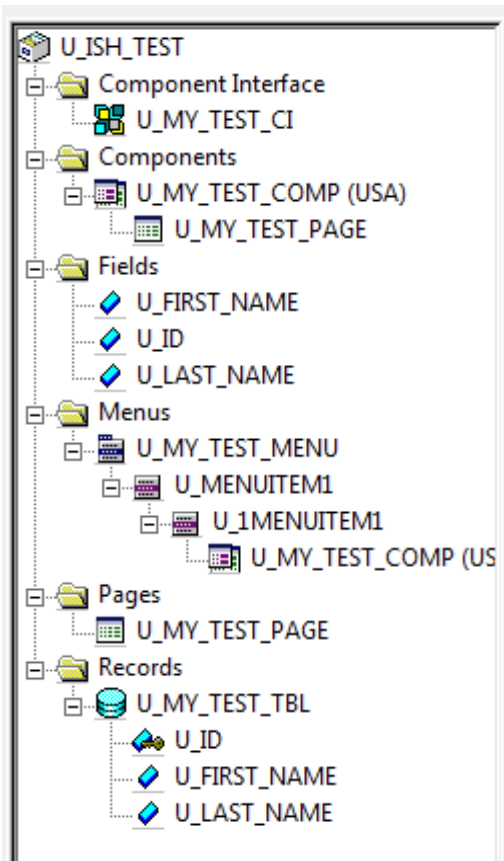 U_ISH_TEST
Component Interface
U_MY_TEST_CI
Components
U_MY_TEST_COMP (USA)
U_MY_TEST_PAGE
Fields
U_FIRST_NAME
U_ID
U_LAST_NAME
Menus
U_MY_TEST_MENU
U_MENUITEM1
U_1MENUITEM1
U_MY_TEST_COMP (US
Pages
U_MY_TEST_PAGE
Records
U_MY_TEST_TBL
U_ID
U_FIRST_NAME
U_LAST_NAME